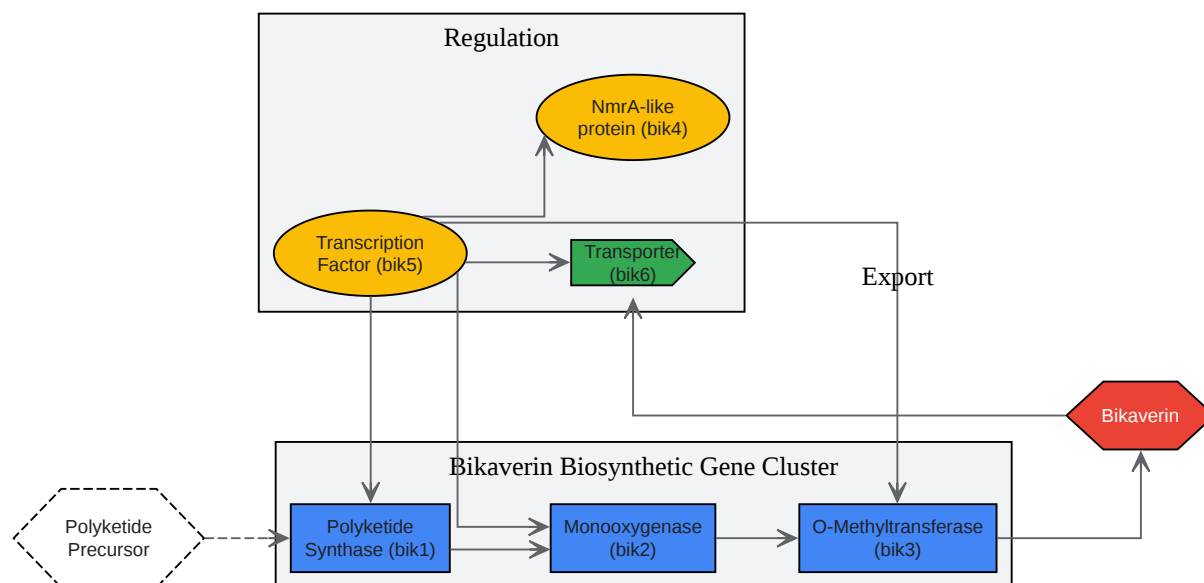 Regulation
NmrA-like
protein (bik4)
Transcription
Factor (bik5)
Transporter
(bik6)
Export
Bikaverin
Bikaverin Biosynthetic Gene Cluster
Polyketide
Precursor
Polyketide
Synthase (bik1)
Monooxygenase
(bik2)
O-Methyltransferase
(bik3)